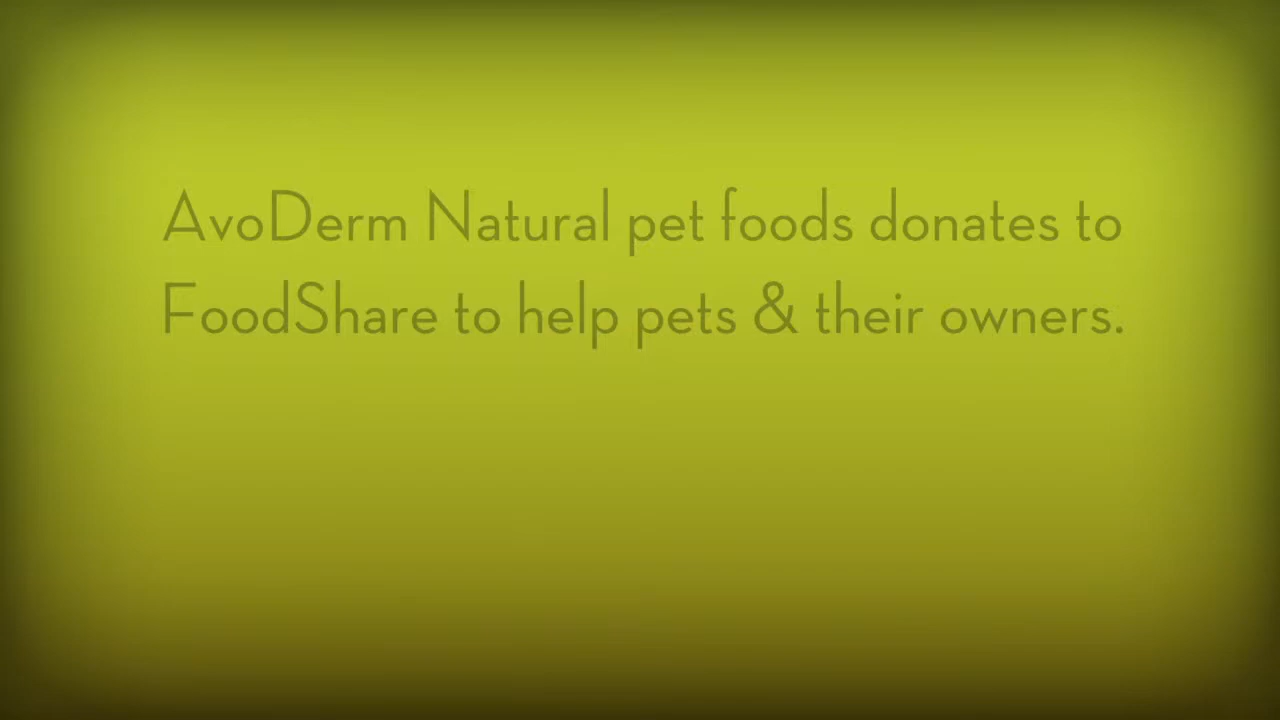 AvoDerm Natural pet foods donates to
FoodShare to help pets & their owners.